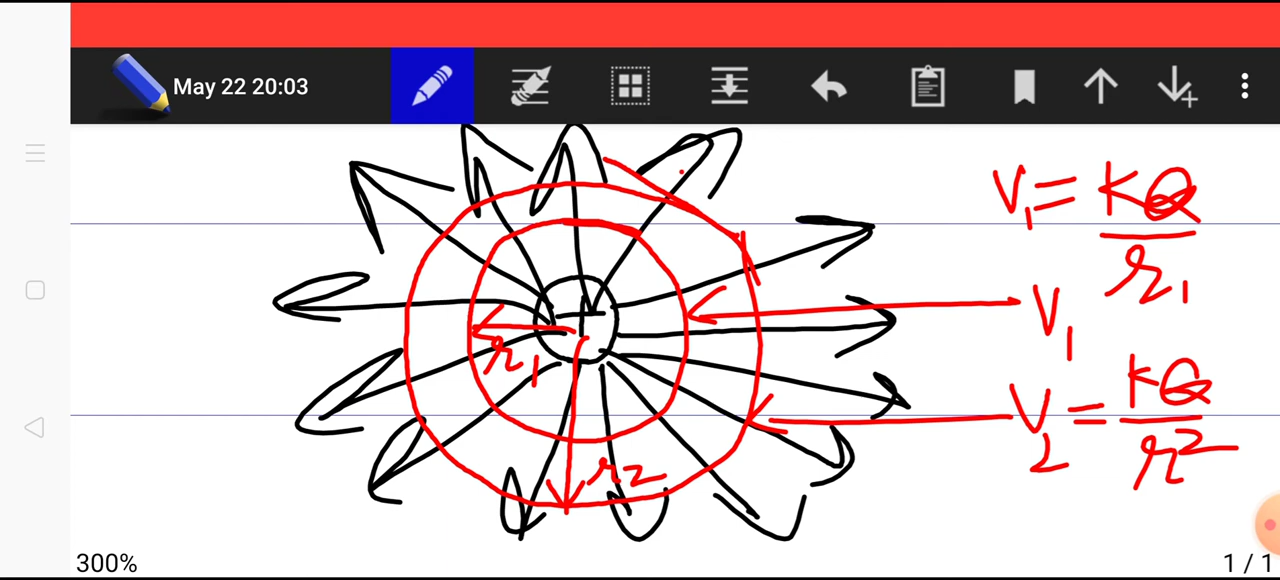 May 22 20:03
+
r₁
r₂
V₁ = KQ/r₁
V₁
V₂ = KQ/r²
300%
1 / 1